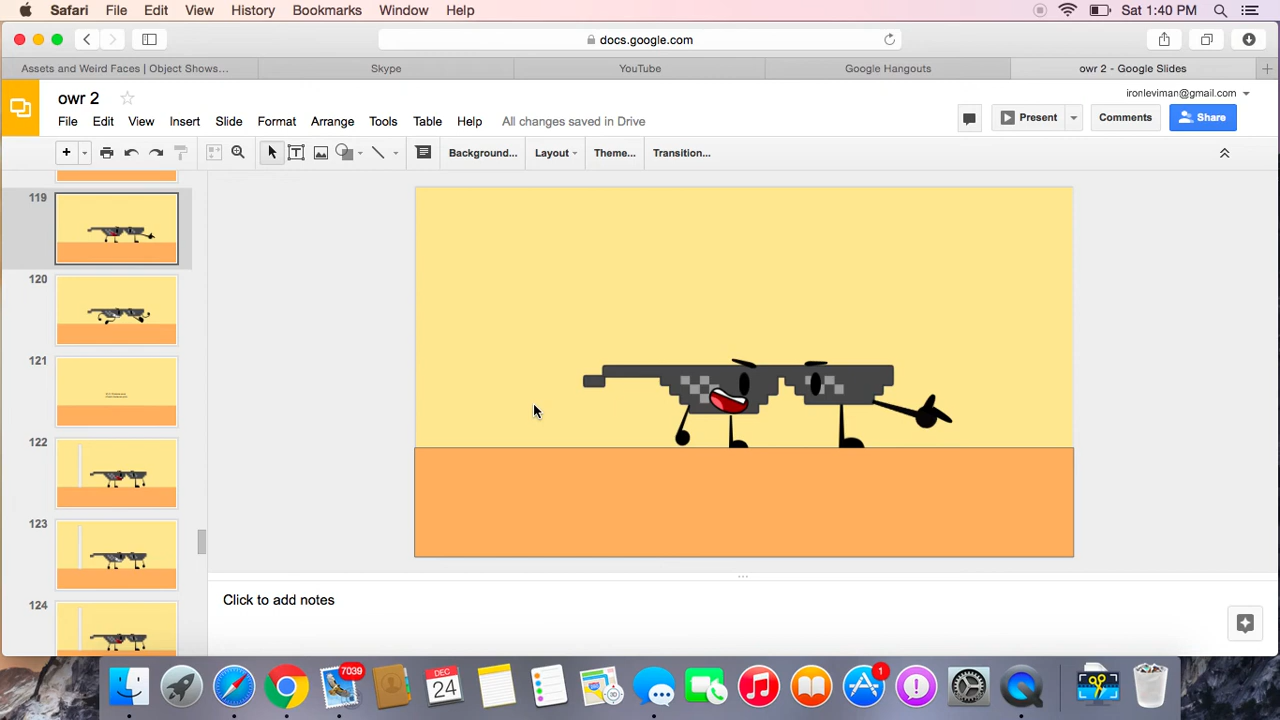 Safari File Edit View History Bookmarks Window Help Sat 1:40 PM
docs.google.com
Assets and Weird Faces | Object Shows... Skype YouTube Google Hangouts owr 2 - Google Slides
owr 2 ironleviman@gmail.com
File Edit View Insert Slide Format Arrange Tools Table Help All changes saved in Drive Present Comments Share
Background... Layout Theme... Transition...
119
120
121
122
123
124
Click to add notes
7039
DEC
24
1